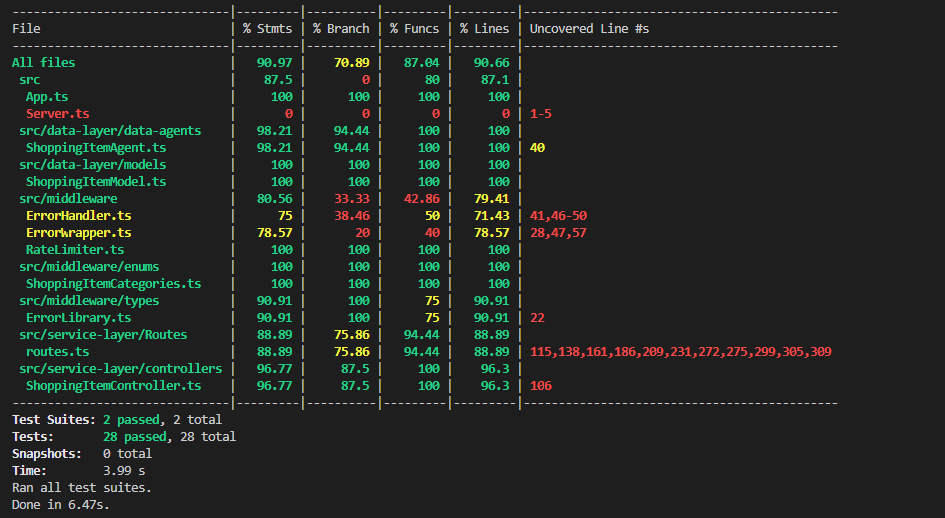 -------------------------------|---------|----------|---------|---------|-----------------------------------------
File                           | % Stmts | % Branch | % Funcs | % Lines | Uncovered Line #s
-------------------------------|---------|----------|---------|---------|-----------------------------------------
All files                      |   90.97 |    70.89 |   87.04 |   90.66 |
 src                           |    87.5 |        0 |      80 |    87.1 |
  App.ts                       |     100 |      100 |     100 |     100 |
  Server.ts                    |       0 |        0 |       0 |       0 | 1-5
 src/data-layer/data-agents    |   98.21 |    94.44 |     100 |     100 |
  ShoppingItemAgent.ts         |   98.21 |    94.44 |     100 |     100 | 40
 src/data-layer/models         |     100 |      100 |     100 |     100 |
  ShoppingItemModel.ts         |     100 |      100 |     100 |     100 |
 src/middleware                |   80.56 |    33.33 |   42.86 |   79.41 |
  ErrorHandler.ts              |      75 |    38.46 |      50 |   71.43 | 41,46-50
  ErrorWrapper.ts              |   78.57 |       20 |      40 |   78.57 | 28,47,57
  RateLimiter.ts               |     100 |      100 |     100 |     100 |
 src/middleware/enums          |     100 |      100 |     100 |     100 |
  ShoppingItemCategories.ts    |     100 |      100 |     100 |     100 |
 src/middleware/types          |   90.91 |      100 |      75 |   90.91 |
  ErrorLibrary.ts              |   90.91 |      100 |      75 |   90.91 | 22
 src/service-layer/Routes      |   88.89 |    75.86 |   94.44 |   88.89 |
  routes.ts                    |   88.89 |    75.86 |   94.44 |   88.89 | 115,138,161,186,209,231,272,275,299,305,309
 src/service-layer/controllers |   96.77 |     87.5 |     100 |    96.3 |
  ShoppingItemController.ts    |   96.77 |     87.5 |     100 |    96.3 | 106
-------------------------------|---------|----------|---------|---------|-----------------------------------------
Test Suites: 2 passed, 2 total
Tests:       28 passed, 28 total
Snapshots:   0 total
Time:        3.99 s
Ran all test suites.
Done in 6.47s.